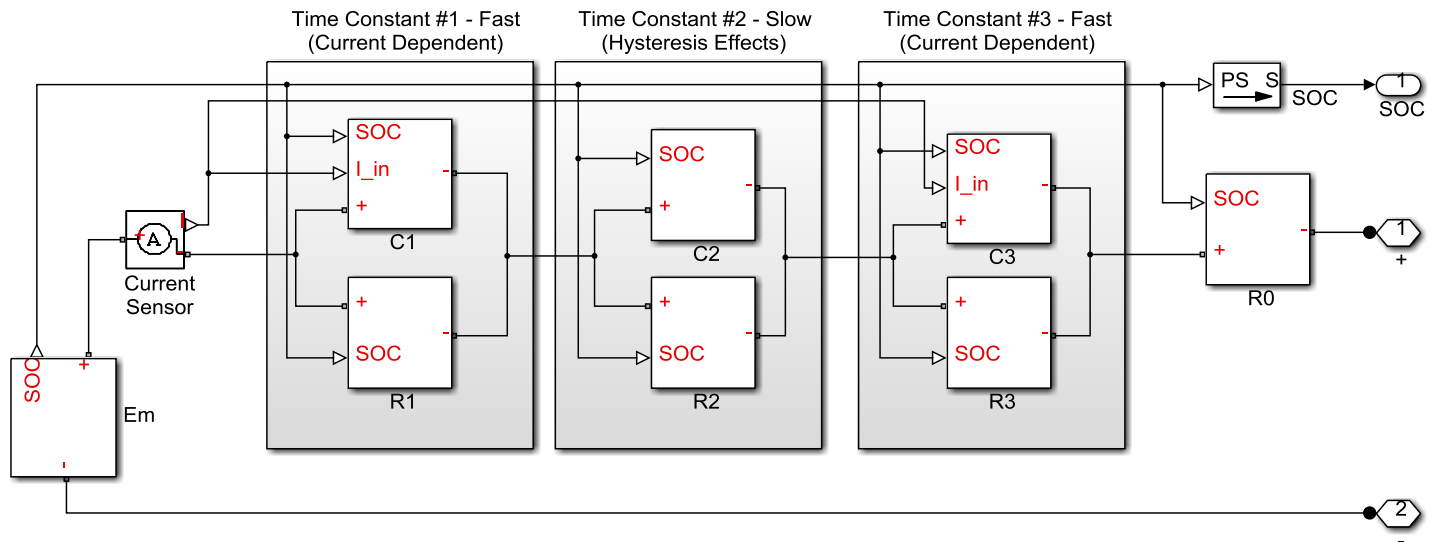 Time Constant #1 - Fast
(Current Dependent)
Time Constant #2 - Slow
(Hysteresis Effects)
Time Constant #3 - Fast
(Current Dependent)
PS S
SOC
1
SOC
SOC
I_in
+
-
C1
+
SOC
-
R1
SOC
+
-
C2
+
SOC
-
R2
SOC
I_in
+
-
C3
+
SOC
-
R3
SOC
+
-
R0
1
+
I
+
A
-
Current
Sensor
SOC
+
-
Em
2
-